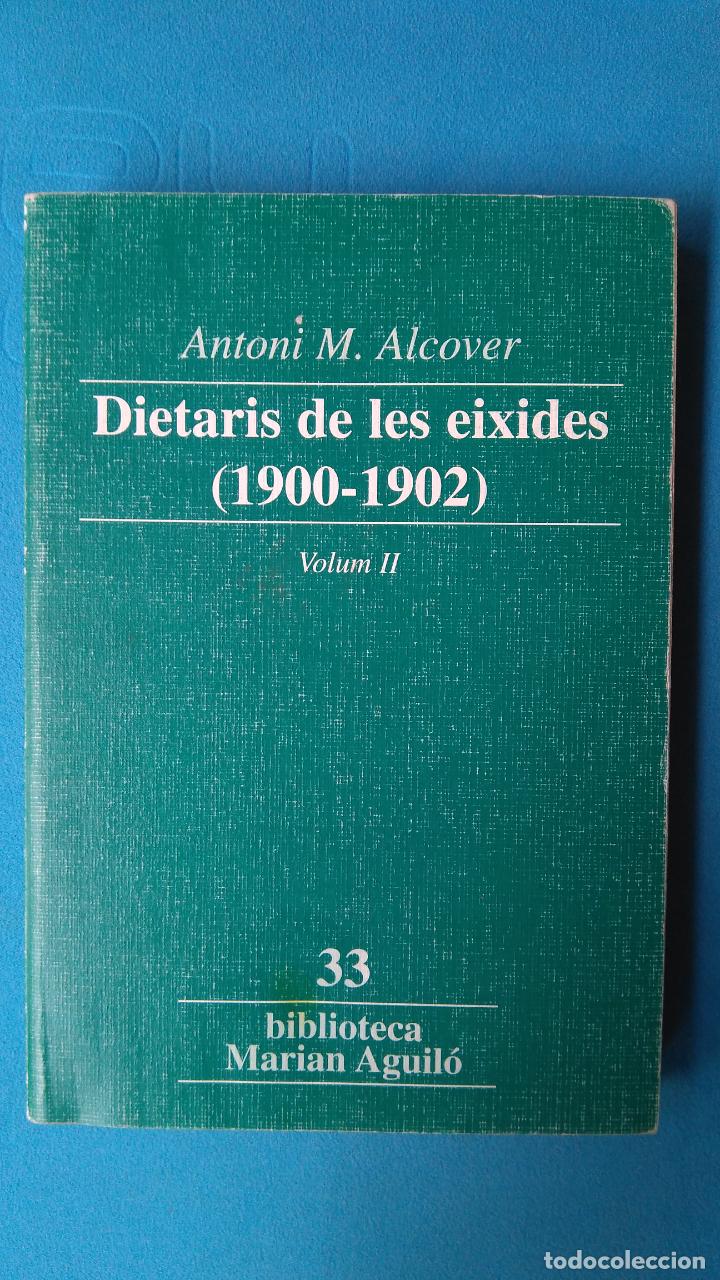 Antoni M. Alcover
Dietaris de les eixides
(1900-1902)
Volum II
33
biblioteca
Marian Aguiló
todocoleccion